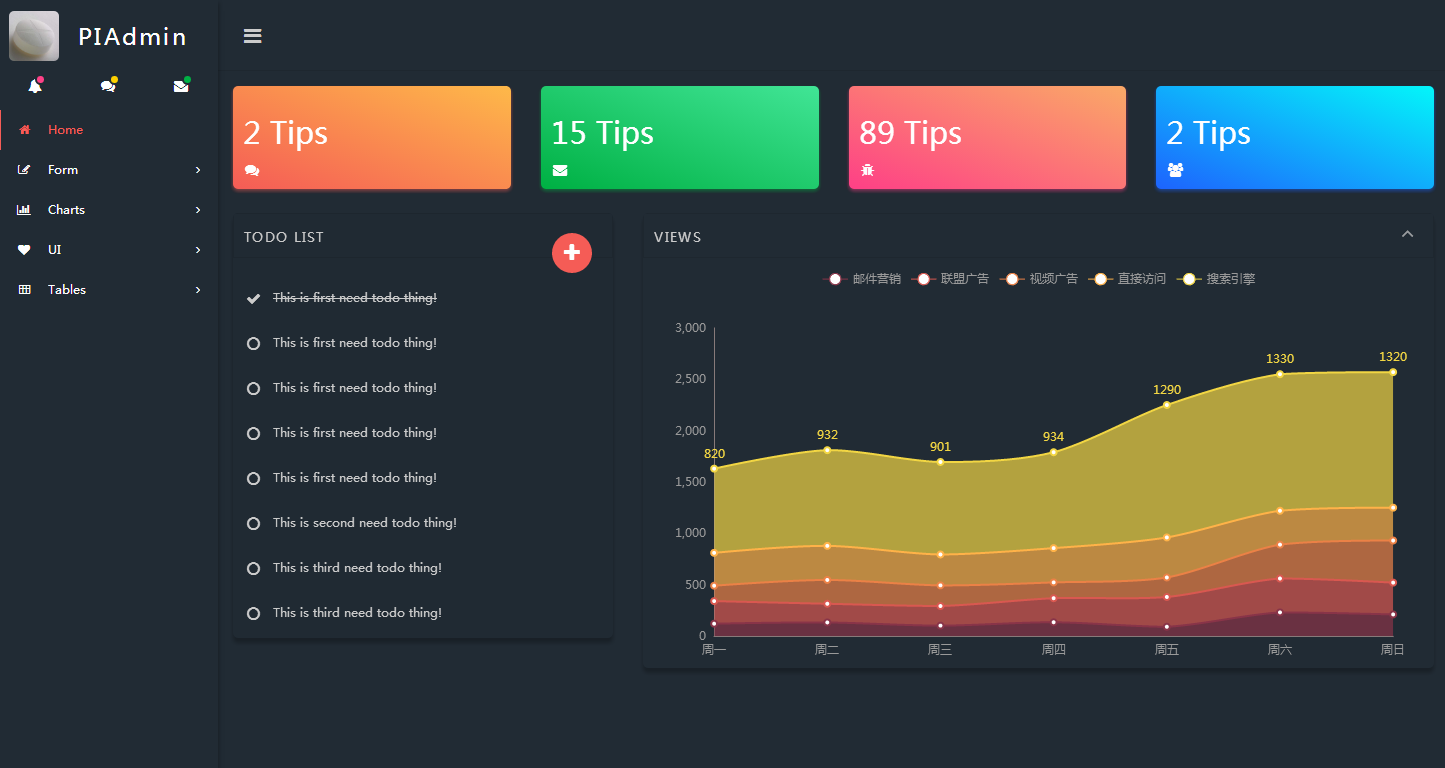 PIAdmin
Home
Form
Charts
UI
Tables
2 Tips
15 Tips
89 Tips
2 Tips
TODO LIST
This is first need todo thing!
This is first need todo thing!
This is first need todo thing!
This is first need todo thing!
This is first need todo thing!
This is second need todo thing!
This is third need todo thing!
This is third need todo thing!
VIEWS
邮件营销 联盟广告 视频广告 直接访问 搜索引擎
3,000
2,500
2,000
1,500
1,000
500
0
820 932 901 934 1290 1330 1320
周一 周二 周三 周四 周五 周六 周日